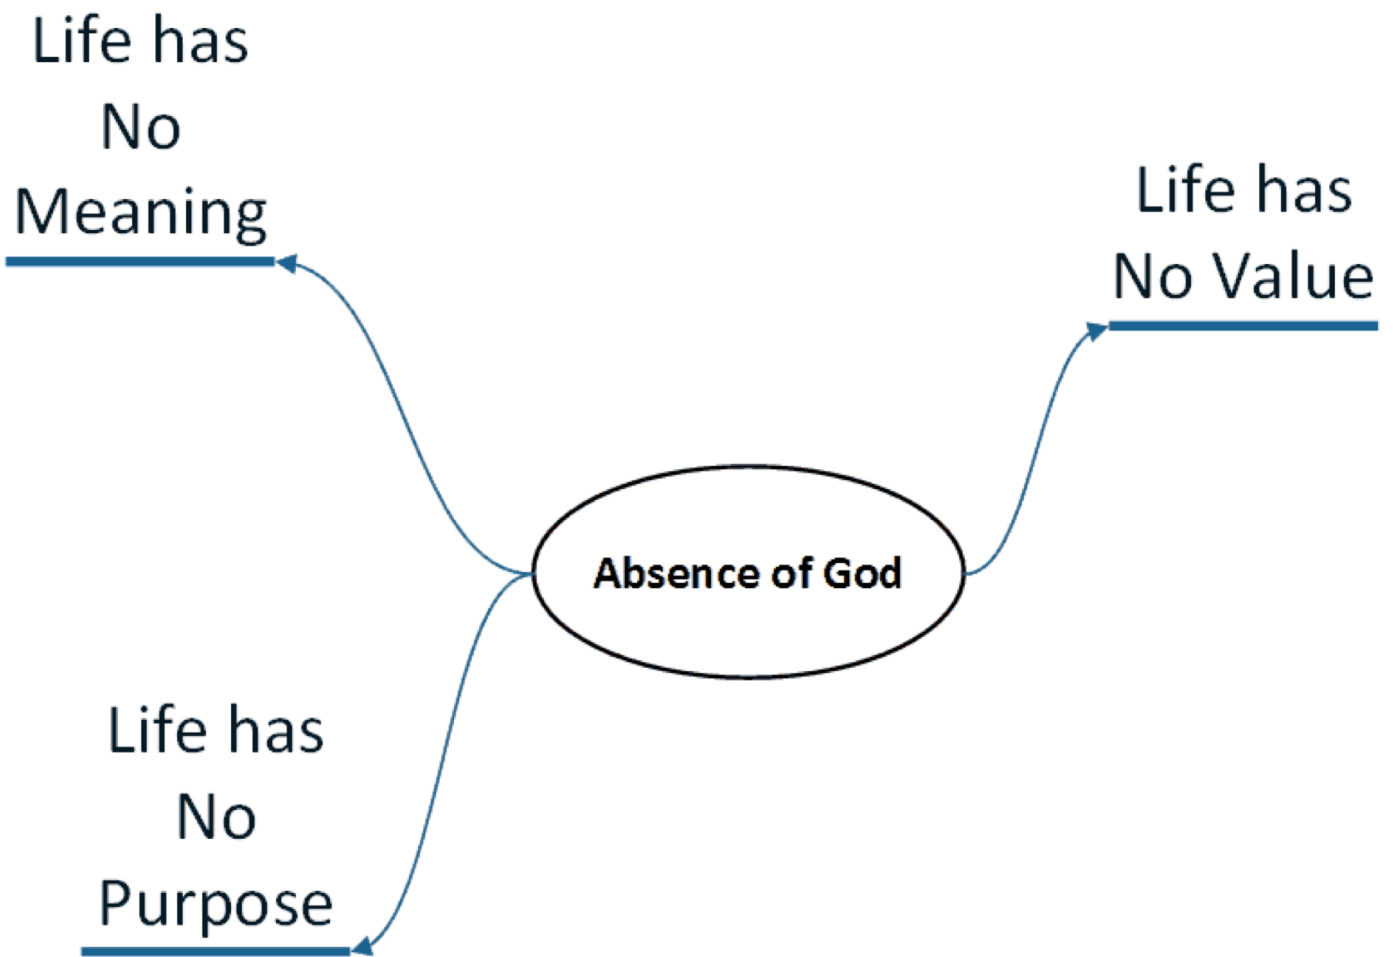 Life has
No
Meaning
Life has
No Value
Absence of God
Life has
No
Purpose